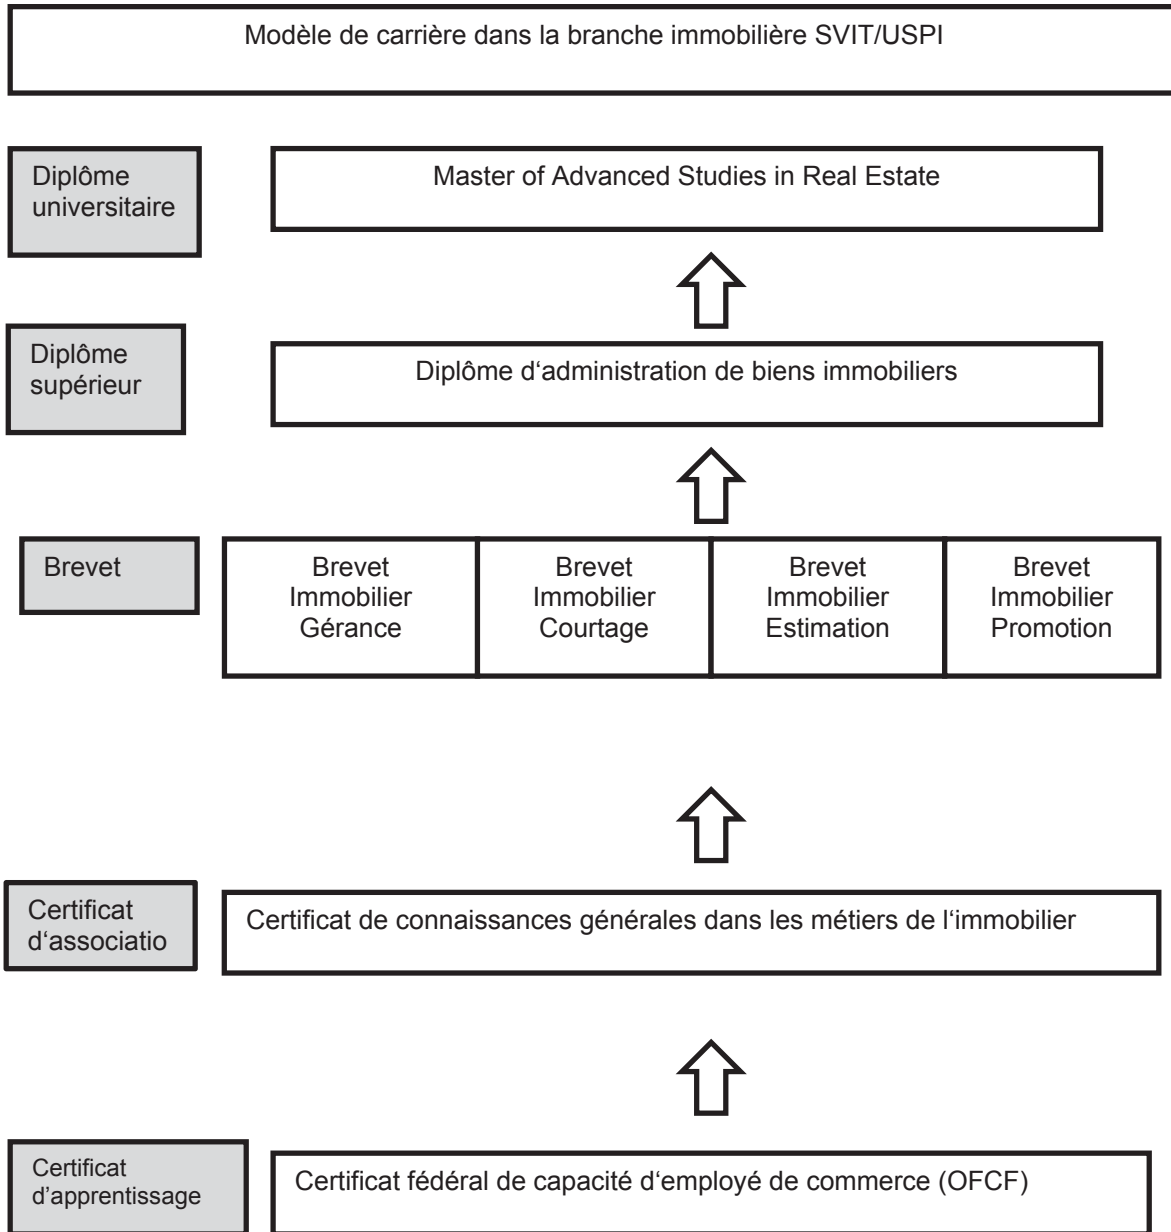 Modèle de carrière dans la branche immobilière SVIT/USPI
Diplôme
universitaire
Master of Advanced Studies in Real Estate
Diplôme
supérieur
Diplôme d‘administration de biens immobiliers
Brevet
Brevet
Immobilier
Gérance
Brevet
Immobilier
Courtage
Brevet
Immobilier
Estimation
Brevet
Immobilier
Promotion
Certificat
d‘associatio
Certificat de connaissances générales dans les métiers de l‘immobilier
Certificat
d‘apprentissage
Certificat fédéral de capacité d‘employé de commerce (OFCF)